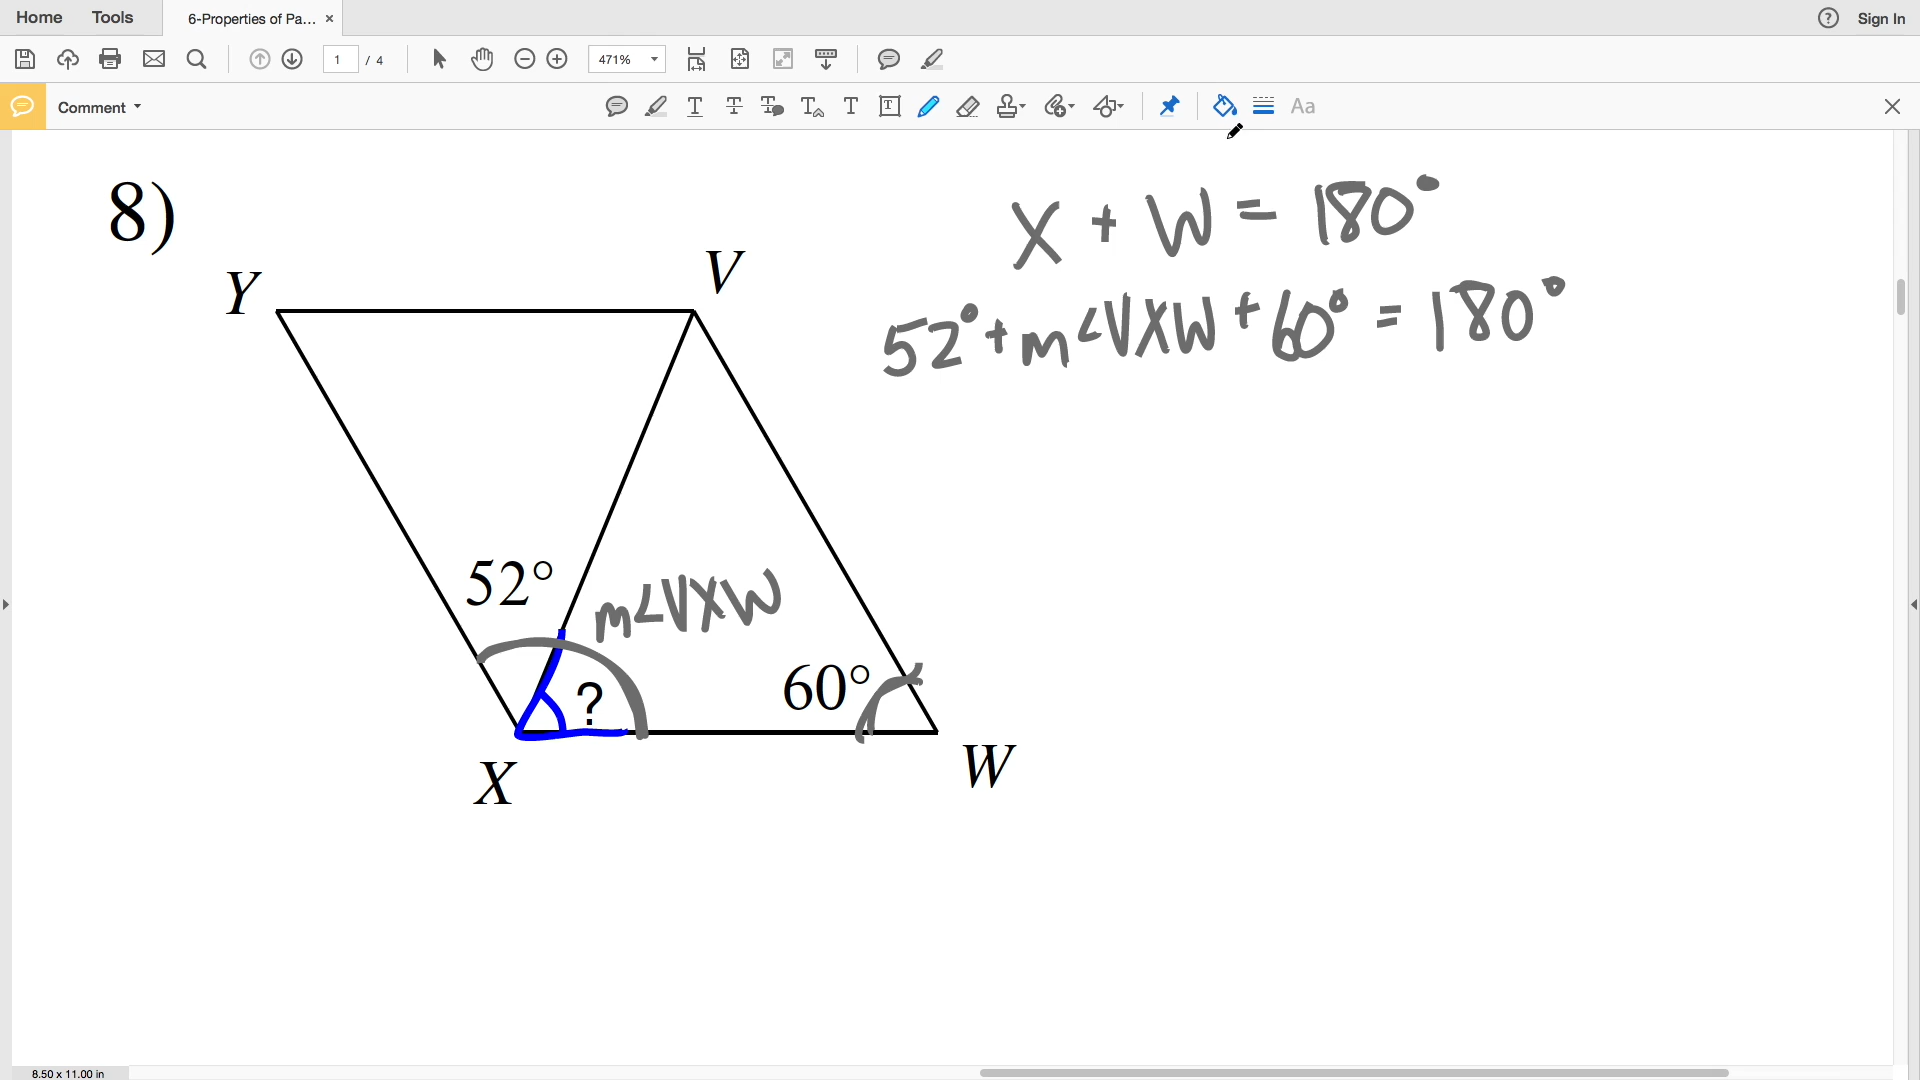 Home Tools 6-Properties of Pa... × ? Sign In
1 / 4 471%
Comment Aa
8)
X + W = 180°
52° + m∠VXW + 60° = 180°
Y
V
52°
m∠VXW
60°
?
X
W
8.50 x 11.00 in